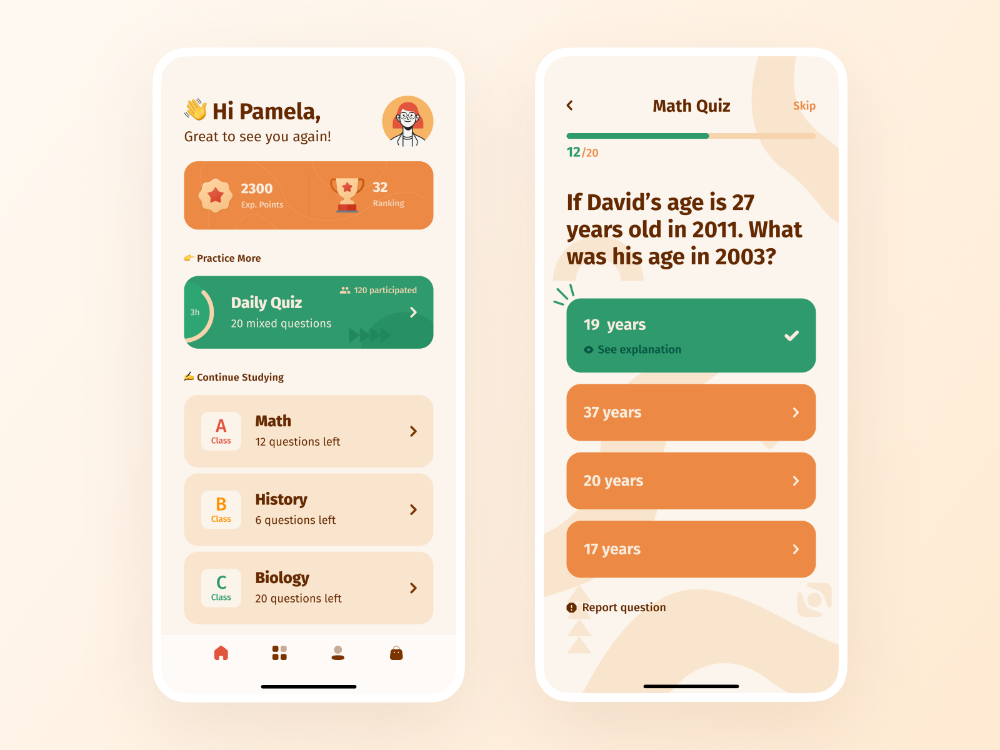 👋 Hi Pamela,
Great to see you again!
2300
Exp. Points
32
Ranking
👉 Practice More
120 participated
3h
Daily Quiz
20 mixed questions
✍ Continue Studying
A
Class
Math
12 questions left
B
Class
History
6 questions left
C
Class
Biology
20 questions left
Math Quiz
Skip
12/20
If David’s age is 27
years old in 2011. What
was his age in 2003?
19 years
See explanation
37 years
20 years
17 years
Report question